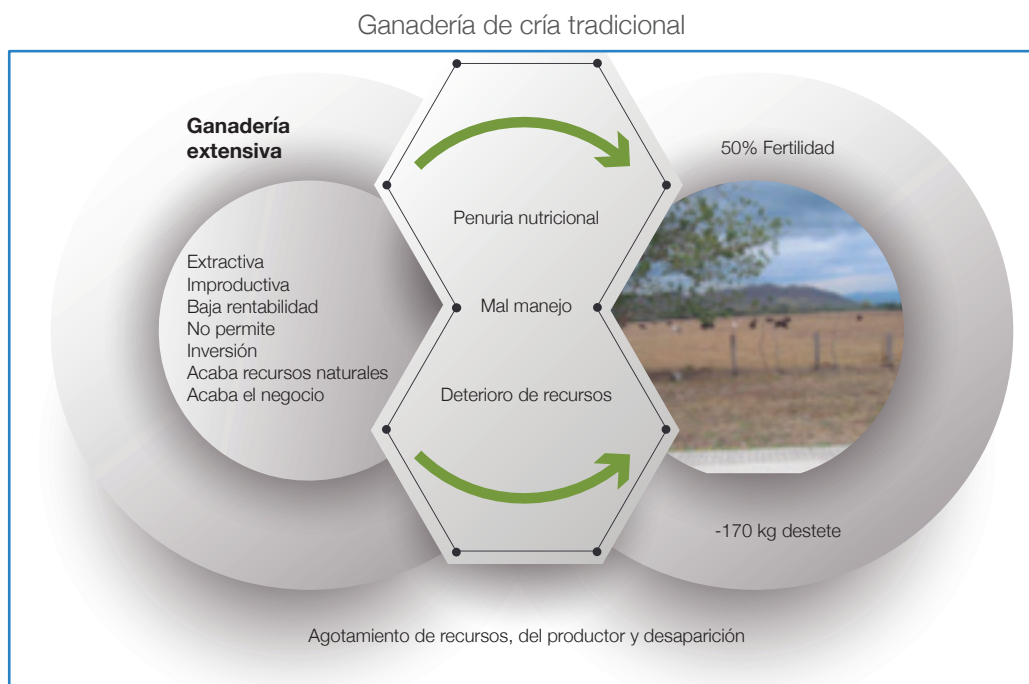 Ganadería de cría tradicional
Ganadería
extensiva
Extractiva
Improductiva
Baja rentabilidad
No permite
Inversión
Acaba recursos naturales
Acaba el negocio
Penuria nutricional
Mal manejo
Deterioro de recursos
50% Fertilidad
-170 kg destete
Agotamiento de recursos, del productor y desaparición